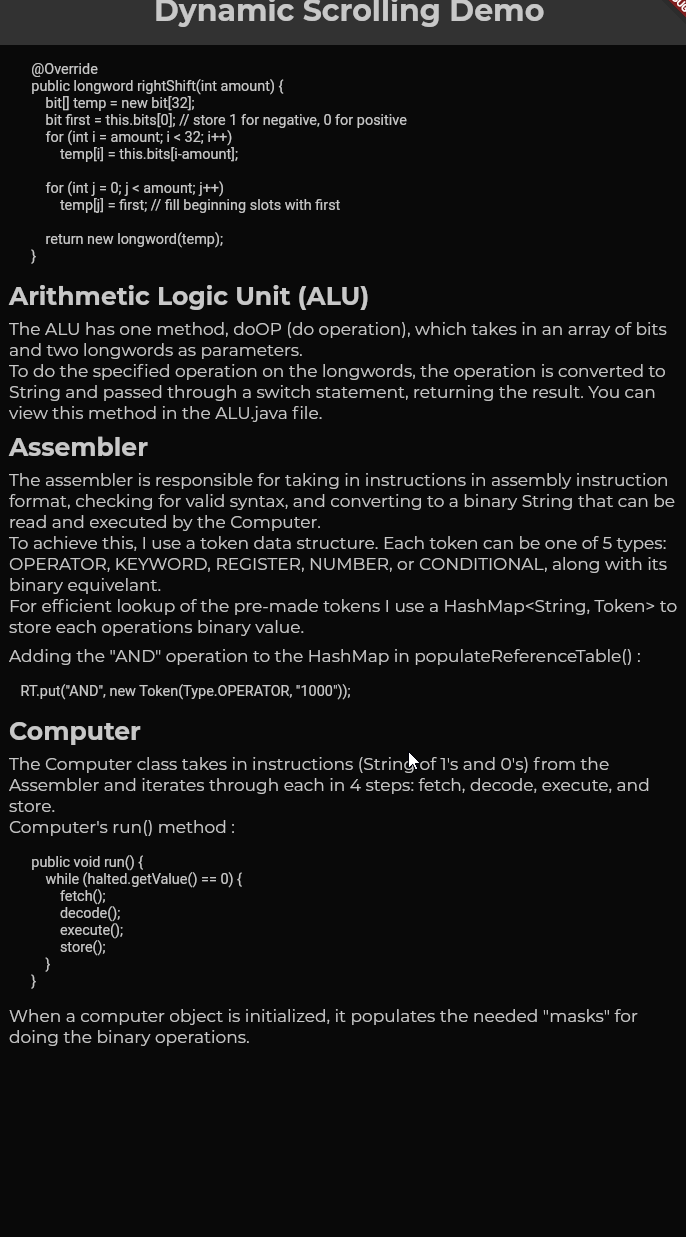 Dynamic Scrolling Demo
@Override
public longword rightShift(int amount) {
bit[] temp = new bit[32];
bit first = this.bits[0]; // store 1 for negative, 0 for positive
for (int i = amount; i < 32; i++)
temp[i] = this.bits[i-amount];
for (int j = 0; j < amount; j++)
temp[j] = first; // fill beginning slots with first
return new longword(temp);
}
Arithmetic Logic Unit (ALU)
The ALU has one method, doOP (do operation), which takes in an array of bits
and two longwords as parameters.
To do the specified operation on the longwords, the operation is converted to
String and passed through a switch statement, returning the result. You can
view this method in the ALU.java file.
Assembler
The assembler is responsible for taking in instructions in assembly instruction
format, checking for valid syntax, and converting to a binary String that can be
read and executed by the Computer.
To achieve this, I use a token data structure. Each token can be one of 5 types:
OPERATOR, KEYWORD, REGISTER, NUMBER, or CONDITIONAL, along with its
binary equivelant.
For efficient lookup of the pre-made tokens I use a HashMap<String, Token> to
store each operations binary value.
Adding the "AND" operation to the HashMap in populateReferenceTable() :
RT.put("AND", new Token(Type.OPERATOR, "1000"));
Computer
The Computer class takes in instructions (String of 1's and 0's) from the
Assembler and iterates through each in 4 steps: fetch, decode, execute, and
store.
Computer's run() method :
public void run() {
while (halted.getValue() == 0) {
fetch();
decode();
execute();
store();
}
}
When a computer object is initialized, it populates the needed "masks" for
doing the binary operations.